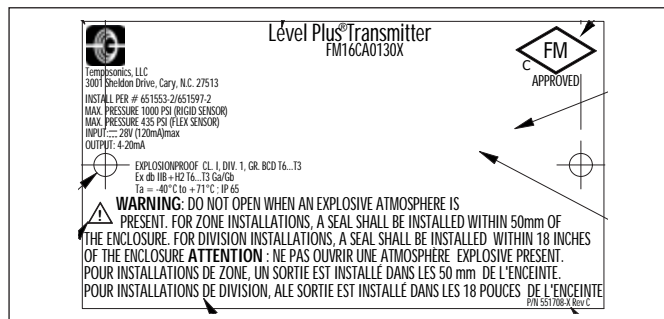 Level Plus® Transmitter
FM16CA0130X
FM
C
APPROVED
Temposonics, LLC
3001 Sheldon Drive, Cary, N.C. 27513
INSTALL PER # 651553-2/651597-2
MAX. PRESSURE 1000 PSI (RIGID SENSOR)
MAX. PRESSURE 435 PSI (FLEX SENSOR)
INPUT:⎓ 28V (120mA)max
OUTPUT: 4-20mA
EXPLOSIONPROOF CL. I, DIV. 1, GR. BCD T6...T3
Ex db IIB+H2 T6...T3 Ga/Gb
Ta = -40°C to +71°C ; IP 65
WARNING: DO NOT OPEN WHEN AN EXPLOSIVE ATMOSPHERE IS
PRESENT. FOR ZONE INSTALLATIONS, A SEAL SHALL BE INSTALLED WITHIN 50mm OF
THE ENCLOSURE. FOR DIVISION INSTALLATIONS, A SEAL SHALL BE INSTALLED WITHIN 18 INCHES
OF THE ENCLOSURE ATTENTION : NE PAS OUVRIR UNE ATMOSPHÈRE EXPLOSIVE PRESENT.
POUR INSTALLATIONS DE ZONE, UN SORTIE EST INSTALLÉ DANS LES 50 mm DE L'ENCEINTE.
POUR INSTALLATIONS DE DIVISION, ALE SORTIE EST INSTALLÉ DANS LES 18 POUCES DE L'ENCEINTE
P/N 551708-X Rev C